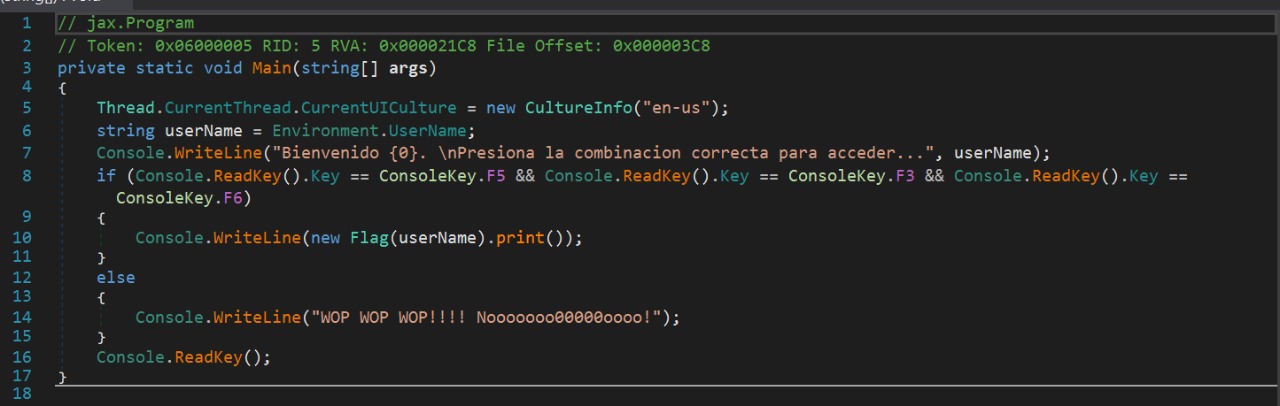 1 // jax.Program
2 // Token: 0x06000005 RID: 5 RVA: 0x000021C8 File Offset: 0x000003C8
3 private static void Main(string[] args)
4 {
5 Thread.CurrentThread.CurrentUICulture = new CultureInfo("en-us");
6 string userName = Environment.UserName;
7 Console.WriteLine("Bienvenido {0}. \nPresiona la combinacion correcta para acceder...", userName);
8 if (Console.ReadKey().Key == ConsoleKey.F5 && Console.ReadKey().Key == ConsoleKey.F3 && Console.ReadKey().Key ==
ConsoleKey.F6)
9 {
10 Console.WriteLine(new Flag(userName).print());
11 }
12 else
13 {
14 Console.WriteLine("WOP WOP WOP!!!! Nooooooo00000oooo!");
15 }
16 Console.ReadKey();
17 }
18